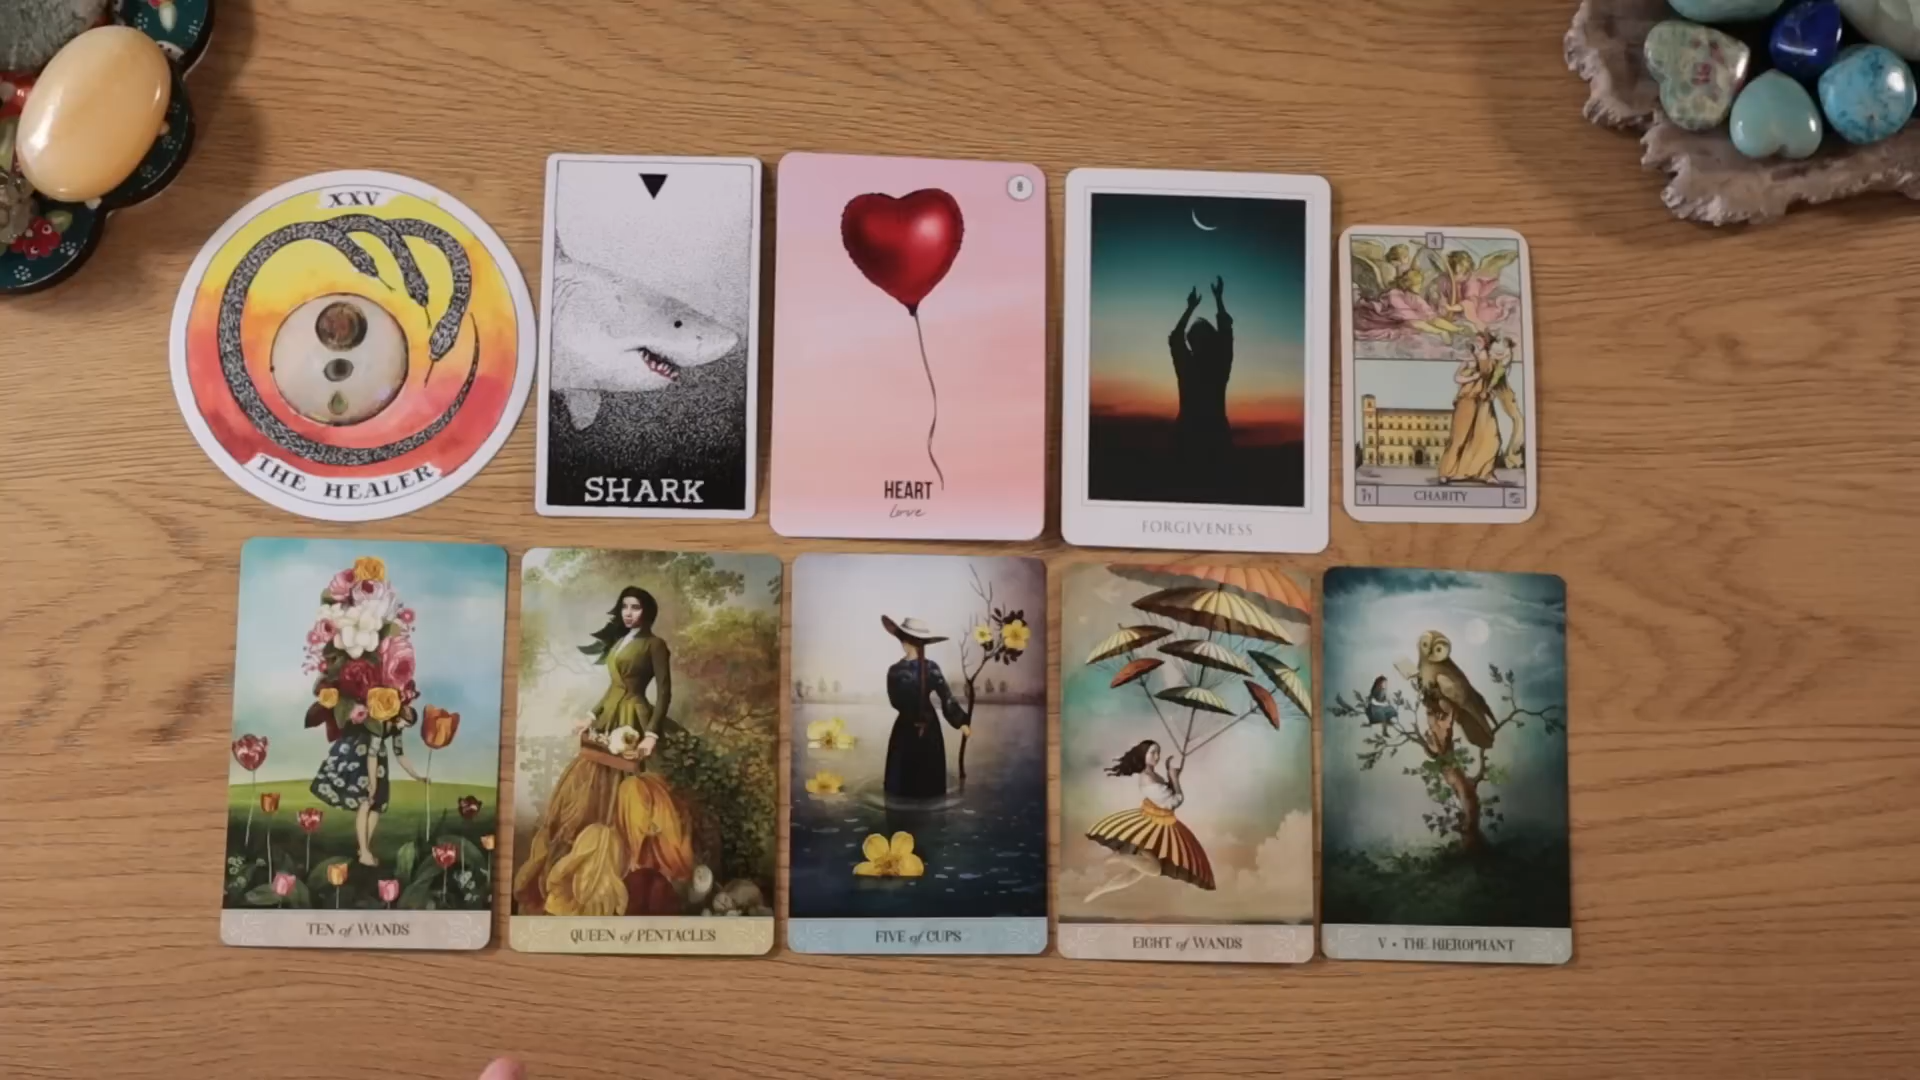 XXV
THE HEALER
SHARK
8
HEART
love
FORGIVENESS
CHARITY
TEN of WANDS
QUEEN of PENTACLES
FIVE of CUPS
EIGHT of WANDS
V • THE HIEROPHANT